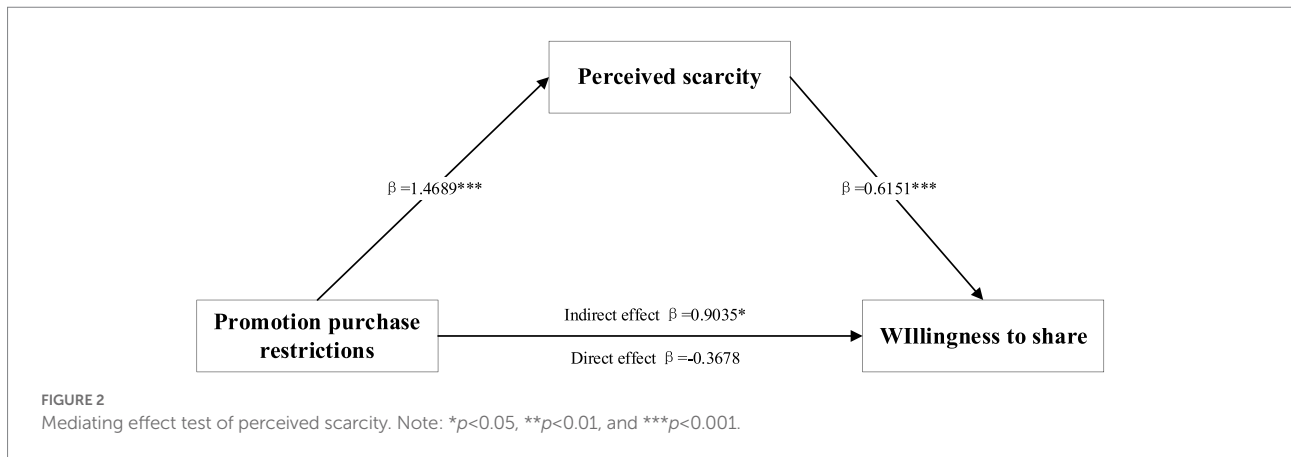 Perceived scarcity
β=1.4689***
β=0.6151***
Promotion purchase
restrictions
Indirect effect β=0.9035*
Direct effect β=-0.3678
WIllingness to share
FIGURE 2
Mediating effect test of perceived scarcity. Note: *p<0.05, **p<0.01, and ***p<0.001.